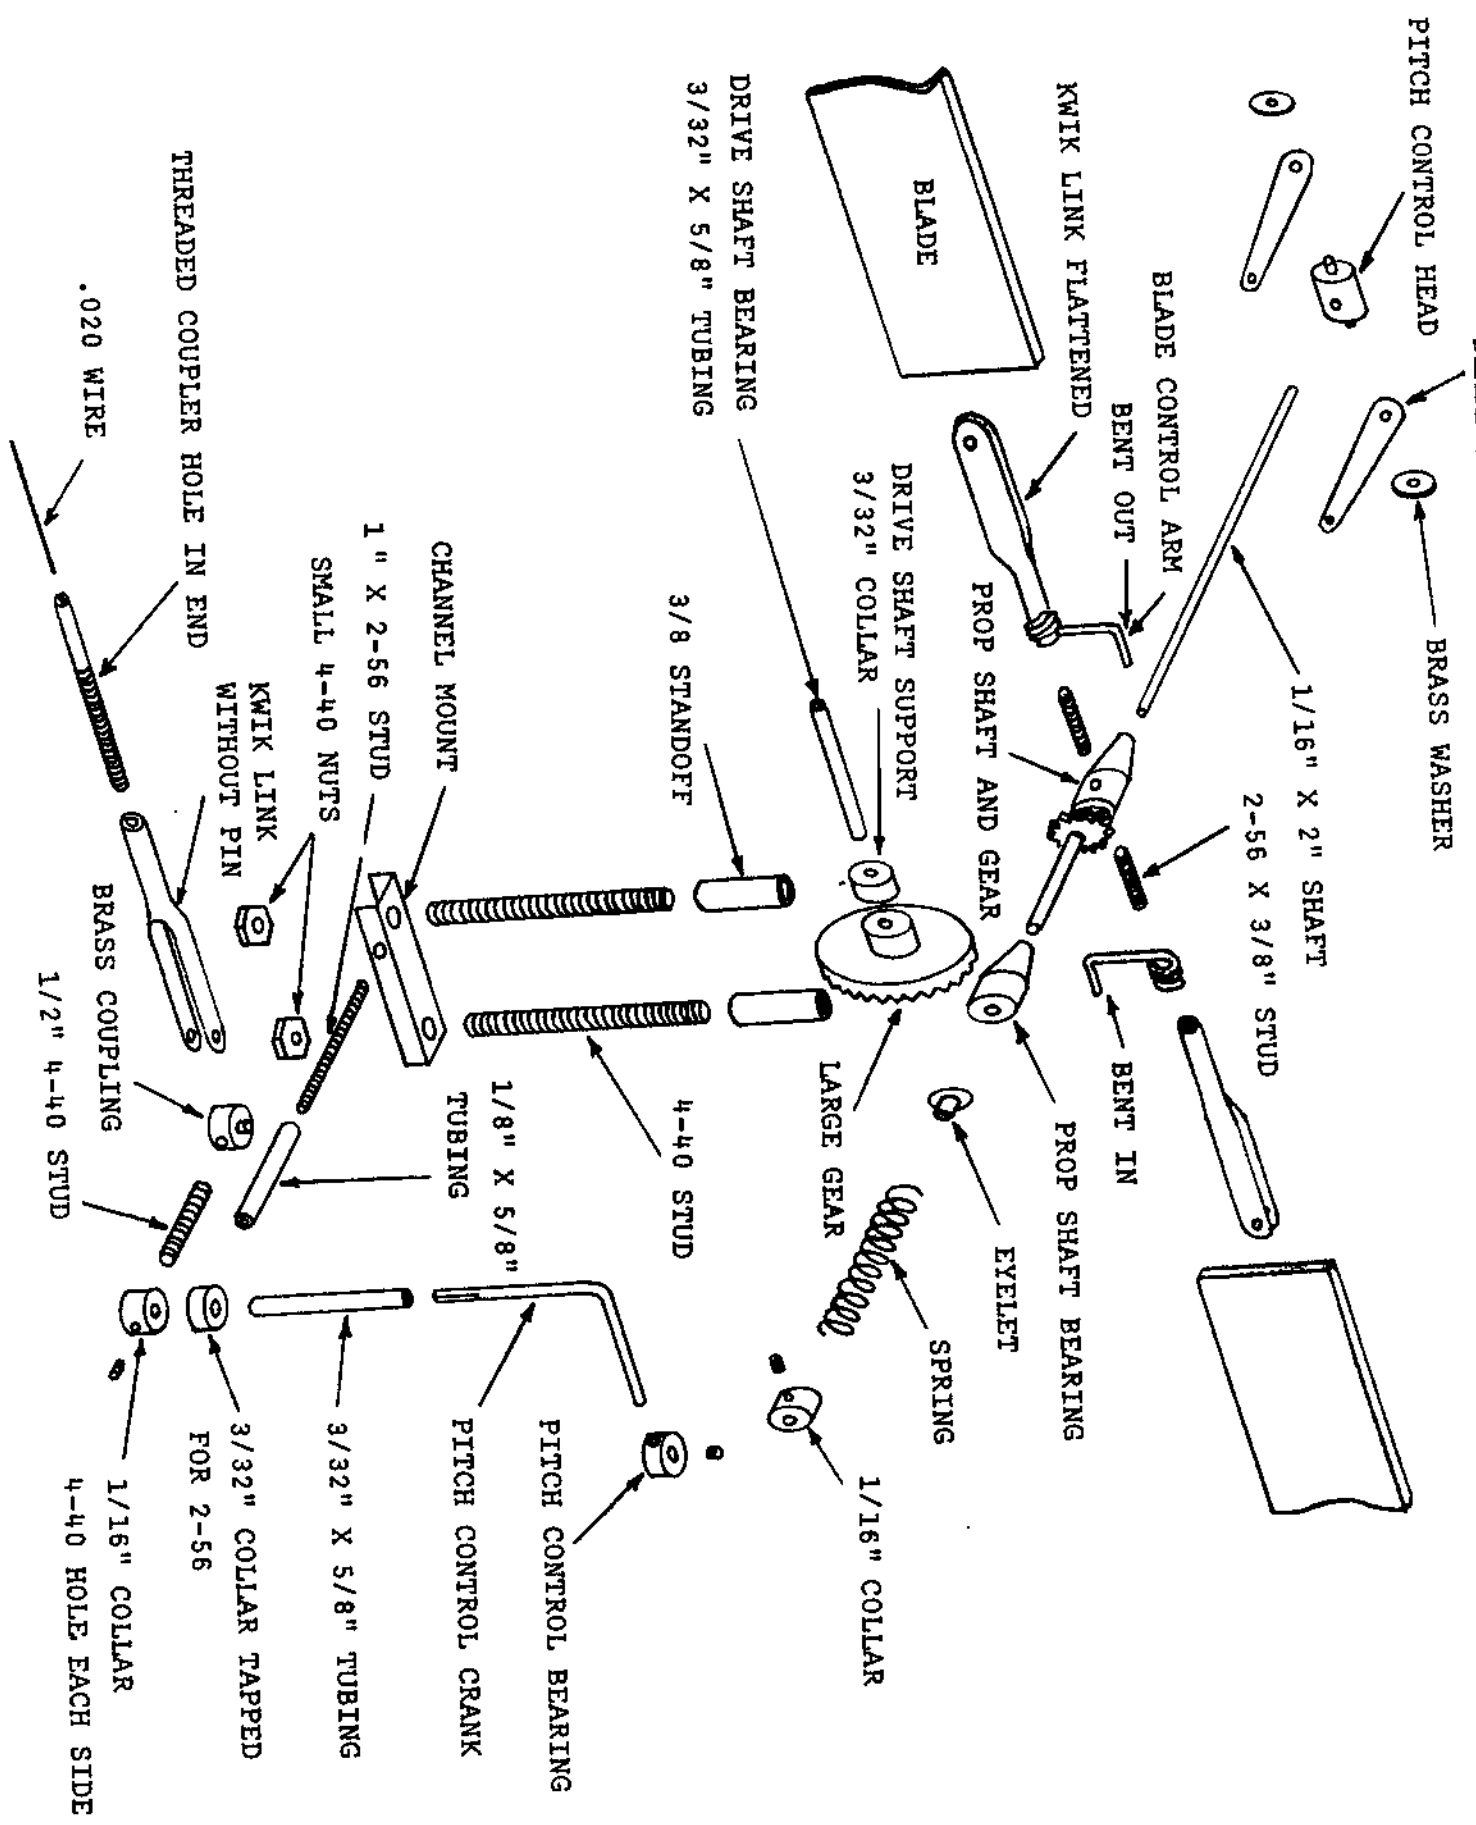 PITCH CONTROL HEAD
BRASS WASHER
1/16" X 2" SHAFT
2-56 X 3/8" STUD
BLADE CONTROL ARM
BENT OUT
KWIK LINK FLATTENED
BLADE
PROP SHAFT AND GEAR
BENT IN
PROP SHAFT BEARING
DRIVE SHAFT SUPPORT
3/32" COLLAR
DRIVE SHAFT BEARING
3/32" X 5/8" TUBING
EYELET
SPRING
LARGE GEAR
1/16" COLLAR
3/8 STANDOFF
4-40 STUD
CHANNEL MOUNT
1/8" X 5/8"
TUBING
PITCH CONTROL BEARING
PITCH CONTROL CRANK
1" X 2-56 STUD
SMALL 4-40 NUTS
3/32" X 5/8" TUBING
KWIK LINK
WITHOUT PIN
3/32" COLLAR TAPPED
FOR 2-56
THREADED COUPLER HOLE IN END
BRASS COUPLING
1/2" 4-40 STUD
1/16" COLLAR
4-40 HOLE EACH SIDE
.020 WIRE